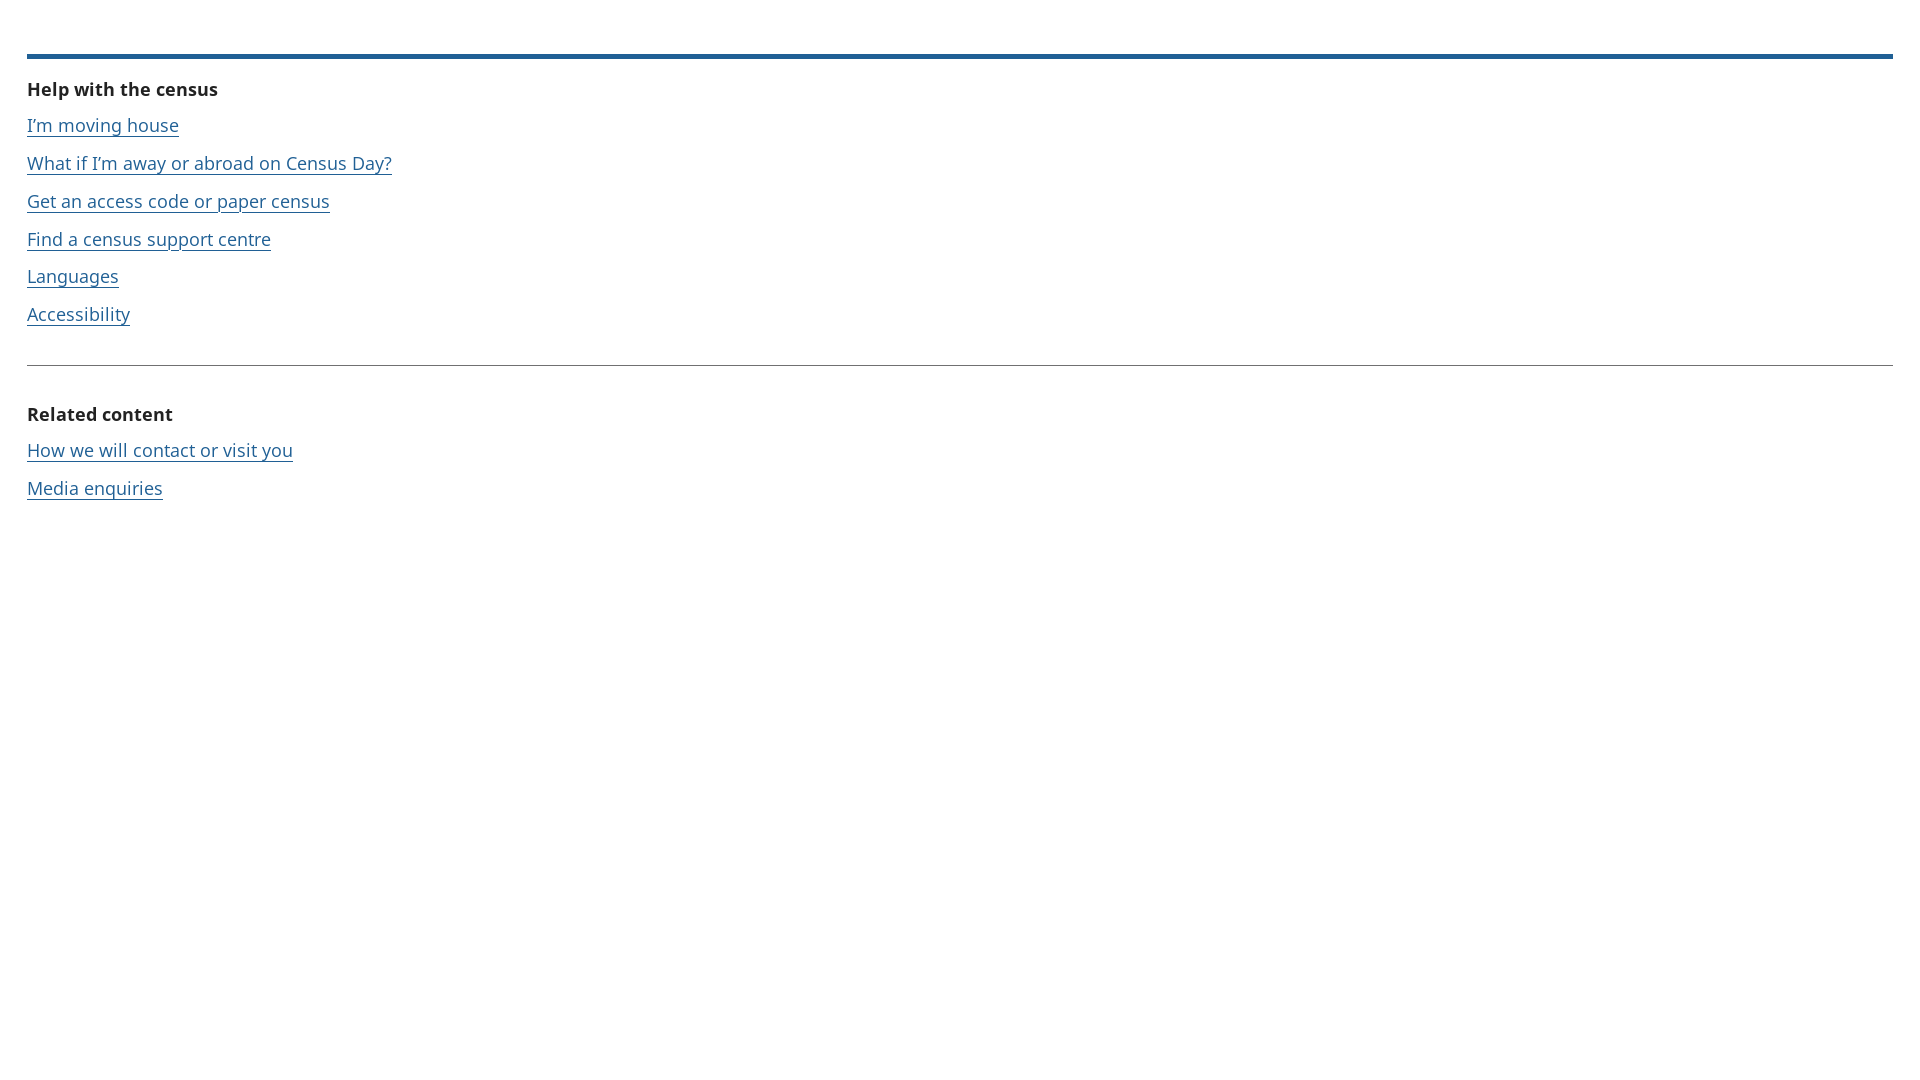 Help with the census
I’m moving house
What if I’m away or abroad on Census Day?
Get an access code or paper census
Find a census support centre
Languages
Accessibility
Related content
How we will contact or visit you
Media enquiries